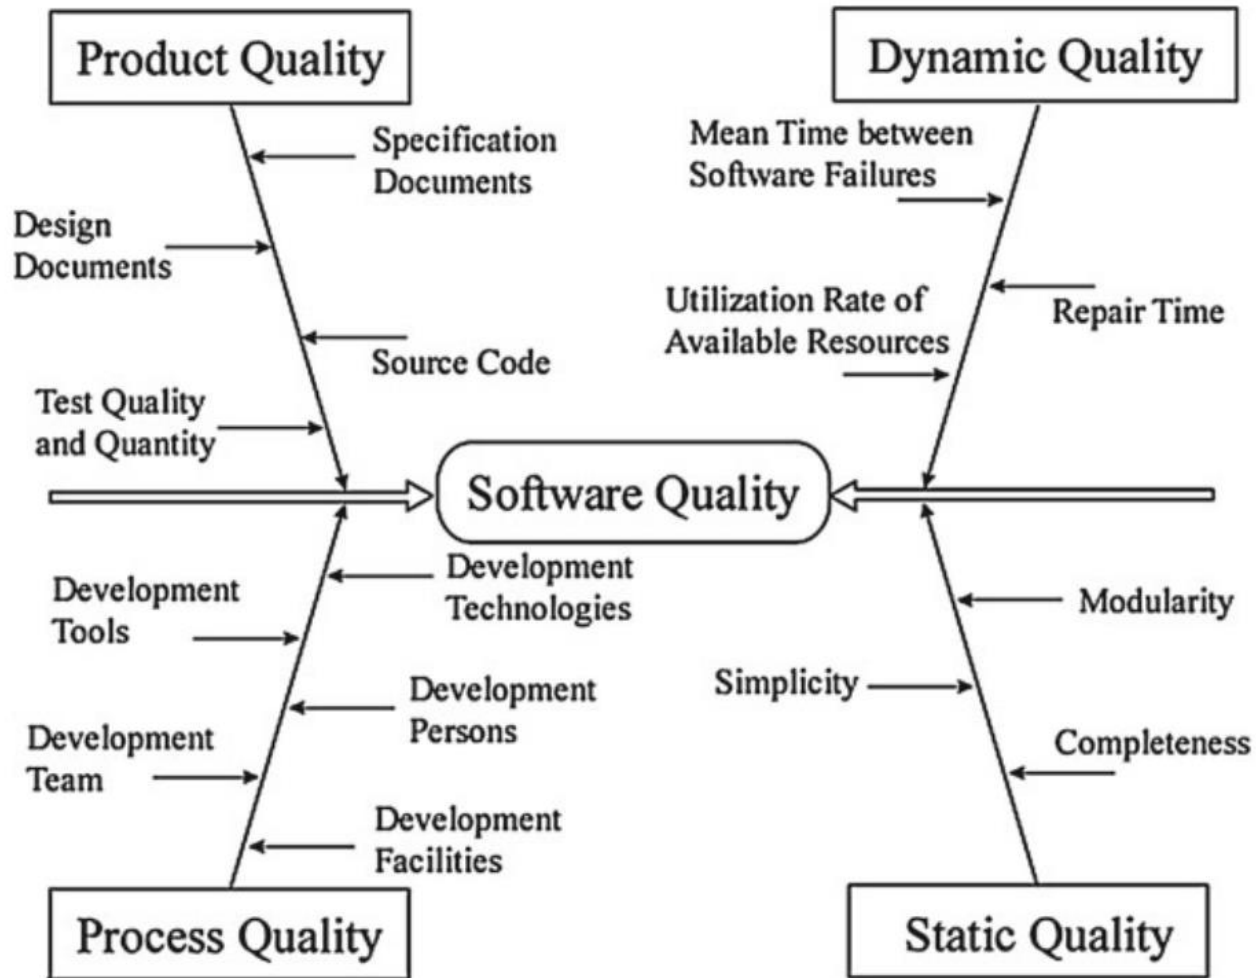 Product Quality
Dynamic Quality
Specification
Documents
Design
Documents
Source Code
Test Quality
and Quantity
Mean Time between
Software Failures
Repair Time
Utilization Rate of
Available Resources
Software Quality
Development
Technologies
Development
Tools
Development
Persons
Development
Team
Development
Facilities
Modularity
Simplicity
Completeness
Process Quality
Static Quality